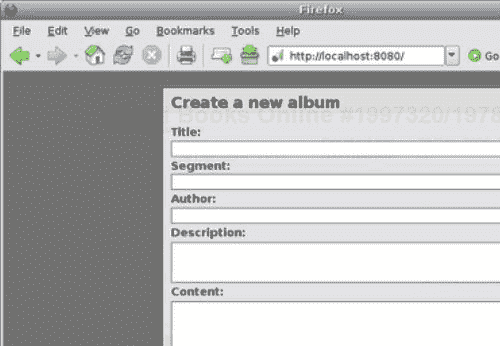 Firefox
File Edit View Go Bookmarks Tools Help
http://localhost:8080/ Go
Create a new album
Books Online #1997320/1978
Title:
Segment:
Author:
Description:
Content: